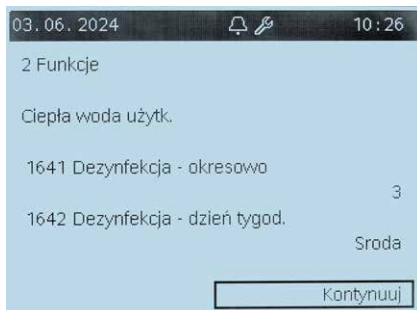 03.06.2024 10:26
2 Funkcje
Ciepła woda użytk.
1641 Dezynfekcja - okresowo
3
1642 Dezynfekcja - dzień tygod.
Sroda
Kontynuuj